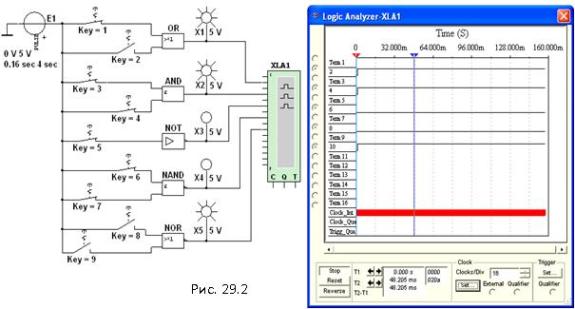 E1
PULSE
0 V 5 V
0.16 sec 4 sec
Key = 1
Key = 2
OR
X1 5 V
Key = 3
Key = 4
AND
X2 5 V
Key = 5
NOT
X3 5 V
Key = 6
Key = 7
NAND
X4 5 V
Key = 8
Key = 9
NOR
X5 5 V
XLA1
C Q T
Рис. 29.2
Logic Analyzer-XLA1
Time (S)
0 32.000m 64.000m 96.000m 128.000m 160.000m
Term 1
2
Term 3
4
Term 5
6
Term 7
8
Term 9
10
Term 11
Term 12
Term 13
Term 14
Term 15
Term 16
Clock_Int
Clock_Qua
Trigg_Qua
Stop
Reset
Reverse
T1 0.000 s 0000
T2 48.205 ms 020a
T2-T1 48.205 ms
Clock
Clocks/Div 16
Set...
External Qualifier
Trigger
Set...
Qualifier